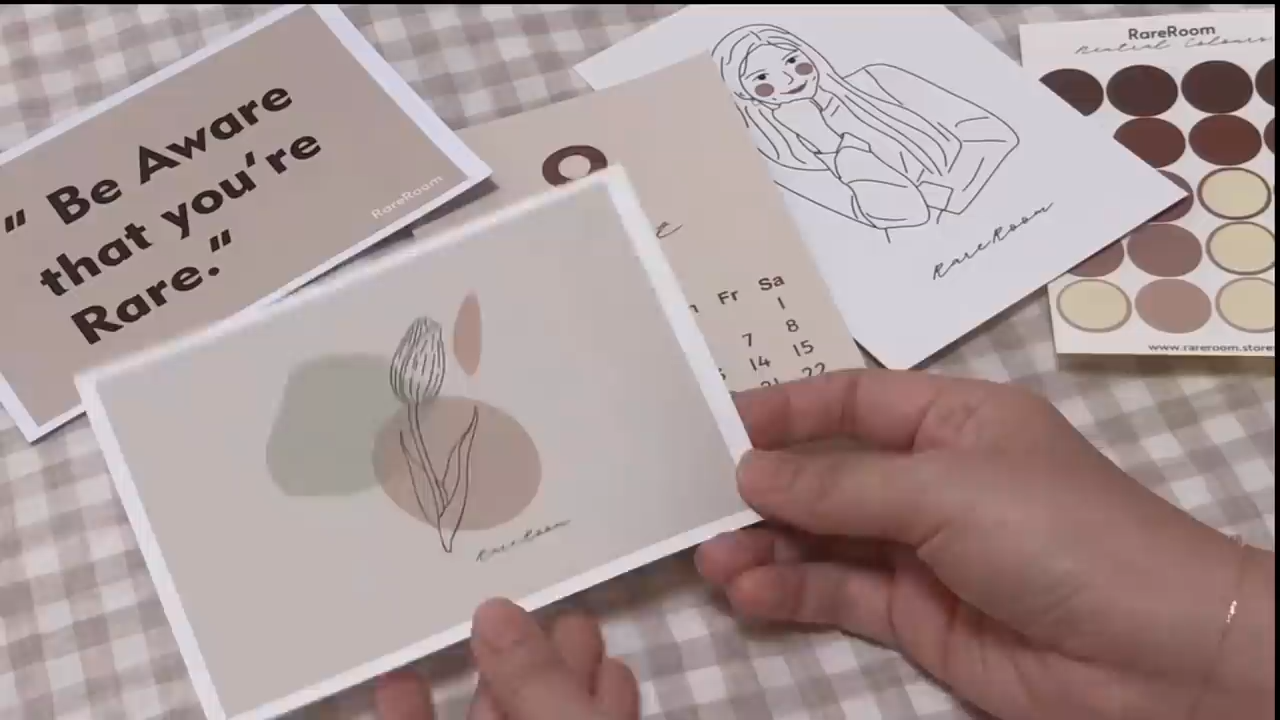 “ Be Aware
that you're
Rare.”
RareRoom
Fr Sa
1
7 8
14 15
21 22
RareRoom
RareRoom
RareRoom
Neutral Colours
www.rareroom.store